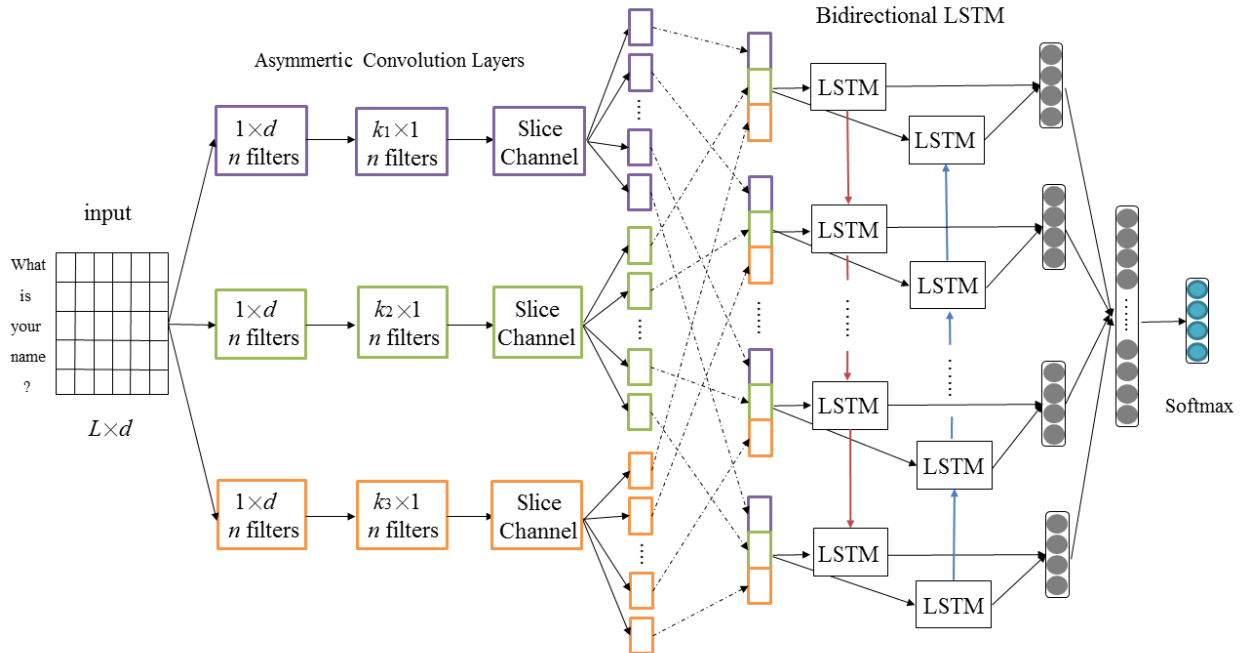 Bidirectional LSTM
Asymmertic Convolution Layers
1×d
n filters
k₁×1
n filters
Slice
Channel
input
What
is
your
name
?
L×d
1×d
n filters
k₂×1
n filters
Slice
Channel
1×d
n filters
k₃×1
n filters
Slice
Channel
LSTM
LSTM
LSTM
LSTM
LSTM
LSTM
LSTM
LSTM
Softmax